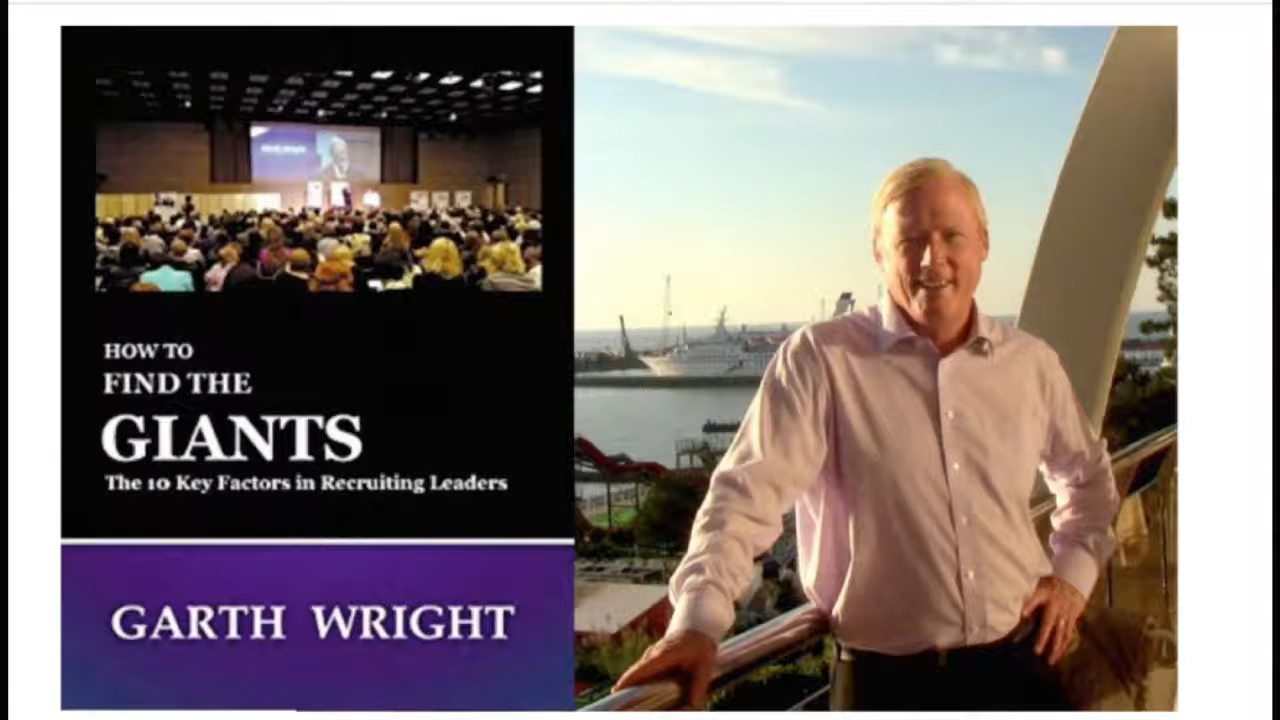 HOW TO
FIND THE
GIANTS
The 10 Key Factors in Recruiting Leaders
GARTH WRIGHT